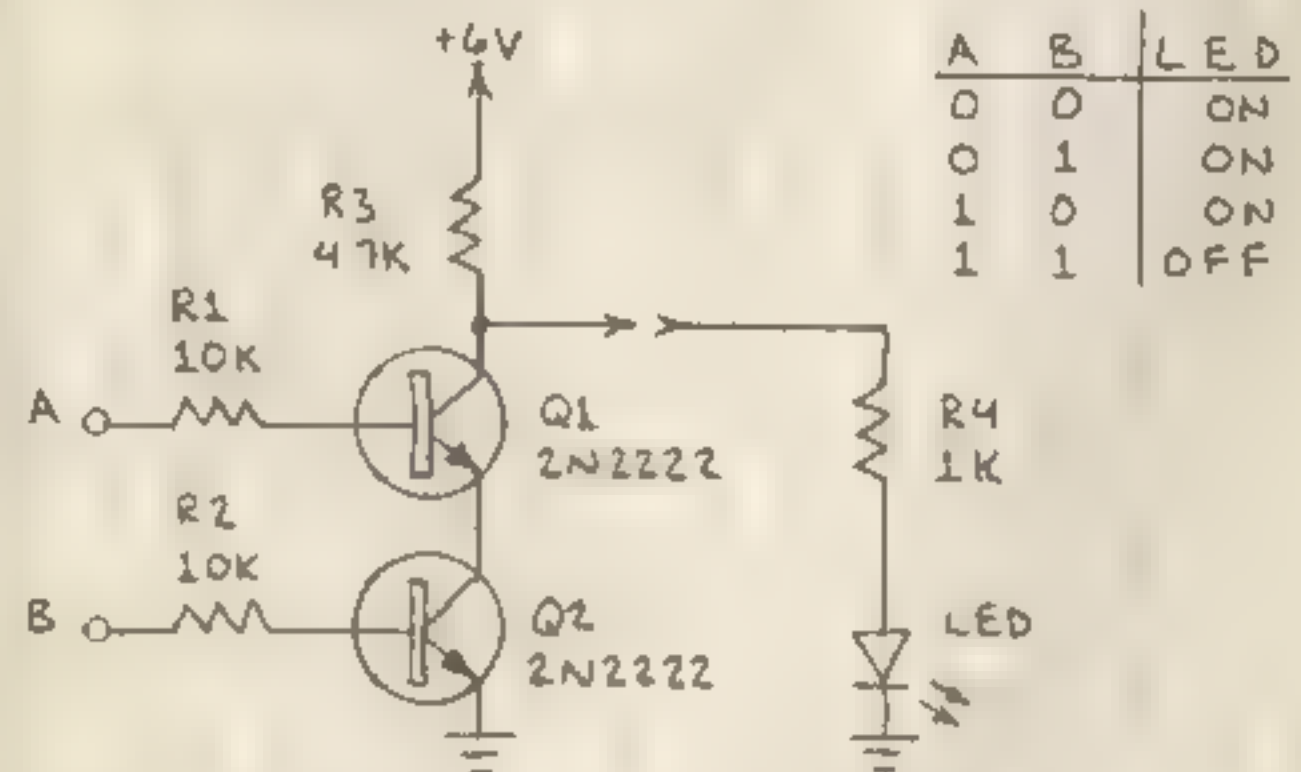 +6V
A B LED
0 0 ON
0 1 ON
1 0 ON
1 1 OFF
R3
47K
R1
10K
A
Q1
2N2222
R4
1K
R2
10K
B
Q2
2N2222
LED